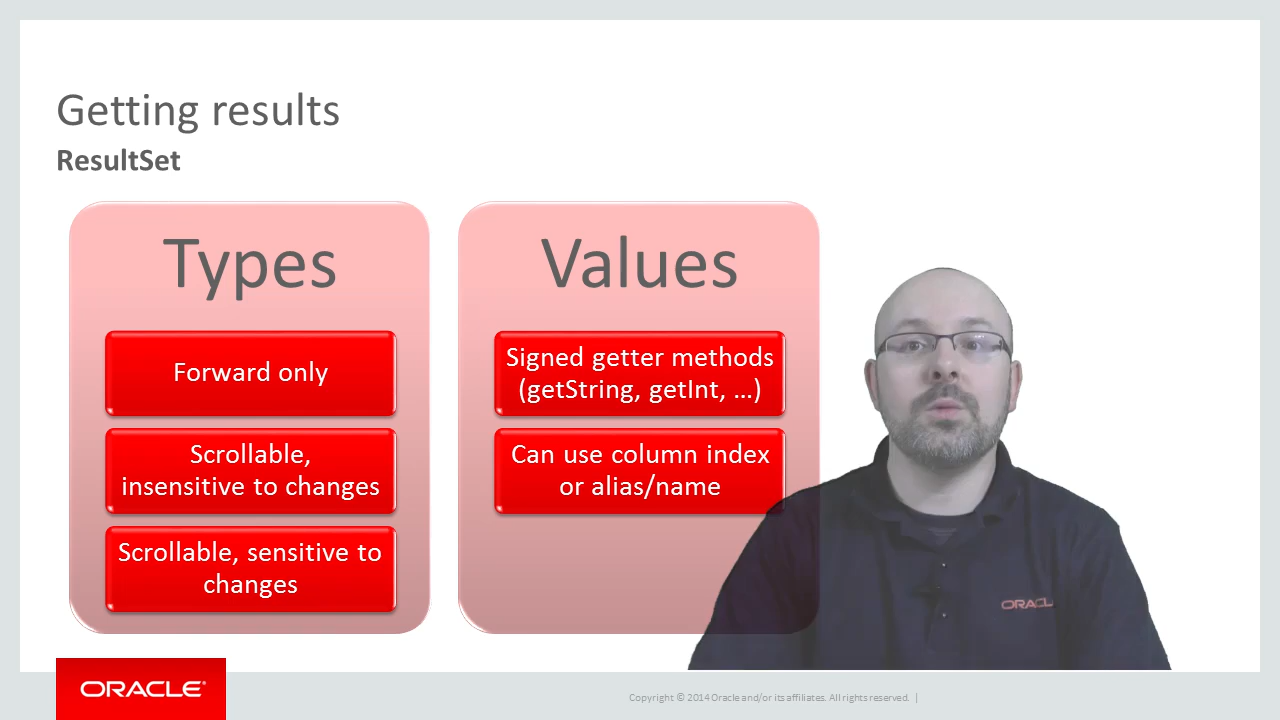 Getting results
ResultSet
Types
Forward only
Scrollable,
insensitive to changes
Scrollable, sensitive to
changes
Values
Signed getter methods
(getString, getInt, ...)
Can use column index
or alias/name
ORACLE
ORACLE®
Copyright © 2014 Oracle and/or its affiliates. All rights reserved. |